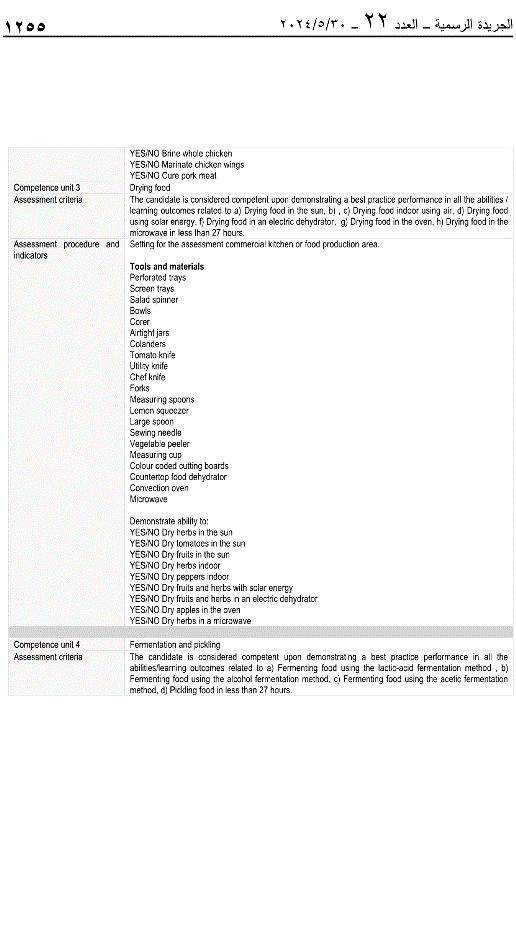 الجريدة الرسمية – العدد ٢٢ – ٢٠٢٤/٥/٣٠
١٢٥٥
YES/NO Brine whole chicken
YES/NO Marinate chicken wings
YES/NO Cure pork meat
Competence unit 3 Drying food
Assessment criteria The candidate is considered competent upon demonstrating a best practice performance in all the abilities /
learning outcomes related to a) Drying food in the sun, b) , c) Drying food indoor using air, d) Drying food
using solar energy, f) Drying food in an electric dehydrator, g) Drying food in the oven, h) Drying food in the
microwave in less than 27 hours.
Assessment procedure and Setting for the assessment commercial kitchen or food production area.
indicators
Tools and materials
Perforated trays
Screen trays
Salad spinner
Bowls
Corer
Airtight jars
Colanders
Tomato knife
Utility knife
Chef knife
Forks
Measuring spoons
Lemon squeezer
Large spoon
Sewing needle
Vegetable peeler
Measuring cup
Colour coded cutting boards
Countertop food dehydrator
Convection oven
Microwave
Demonstrate ability to:
YES/NO Dry herbs in the sun
YES/NO Dry tomatoes in the sun
YES/NO Dry fruits in the sun
YES/NO Dry herbs indoor
YES/NO Dry peppers indoor
YES/NO Dry fruits and herbs with solar energy
YES/NO Dry fruits and herbs in an electric dehydrator
YES/NO Dry apples in the oven
YES/NO Dry herbs in a microwave
Competence unit 4 Fermentation and pickling
Assessment criteria The candidate is considered competent upon demonstrating a best practice performance in all the
abilities/learning outcomes related to a) Fermenting food using the lactic-acid fermentation method , b)
Fermenting food using the alcohol fermentation method, c) Fermenting food using the acetic fermentation
method, d) Pickling food in less than 27 hours.